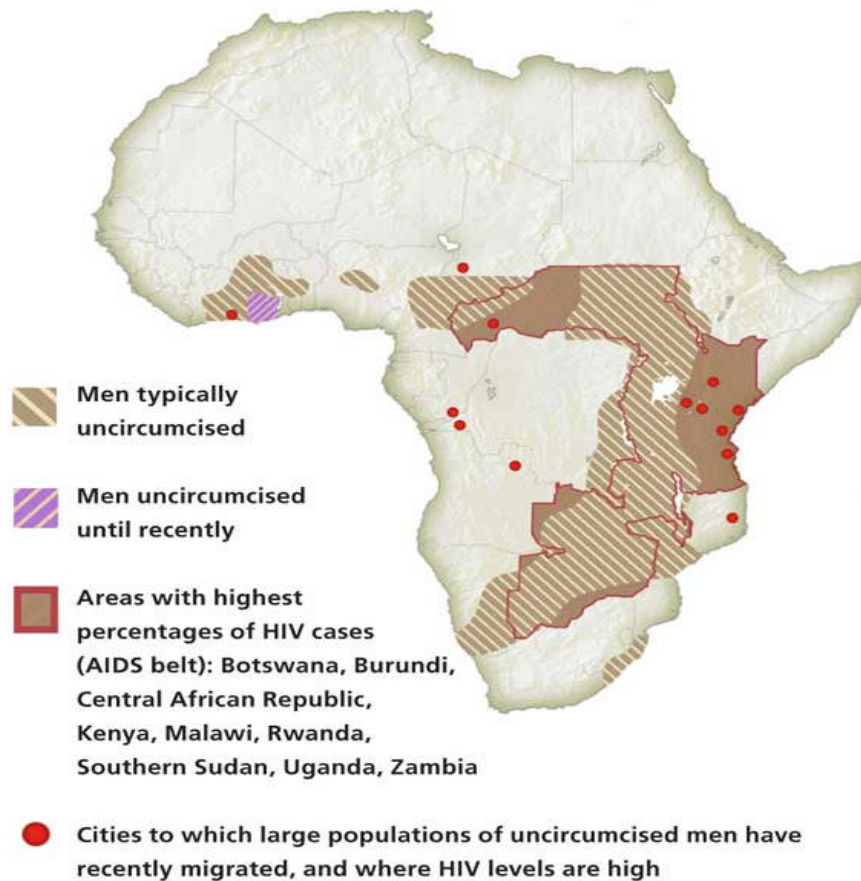 Men typically
uncircumcised
Men uncircumcised
until recently
Areas with highest
percentages of HIV cases
(AIDS belt): Botswana, Burundi,
Central African Republic,
Kenya, Malawi, Rwanda,
Southern Sudan, Uganda, Zambia
Cities to which large populations of uncircumcised men have
recently migrated, and where HIV levels are high